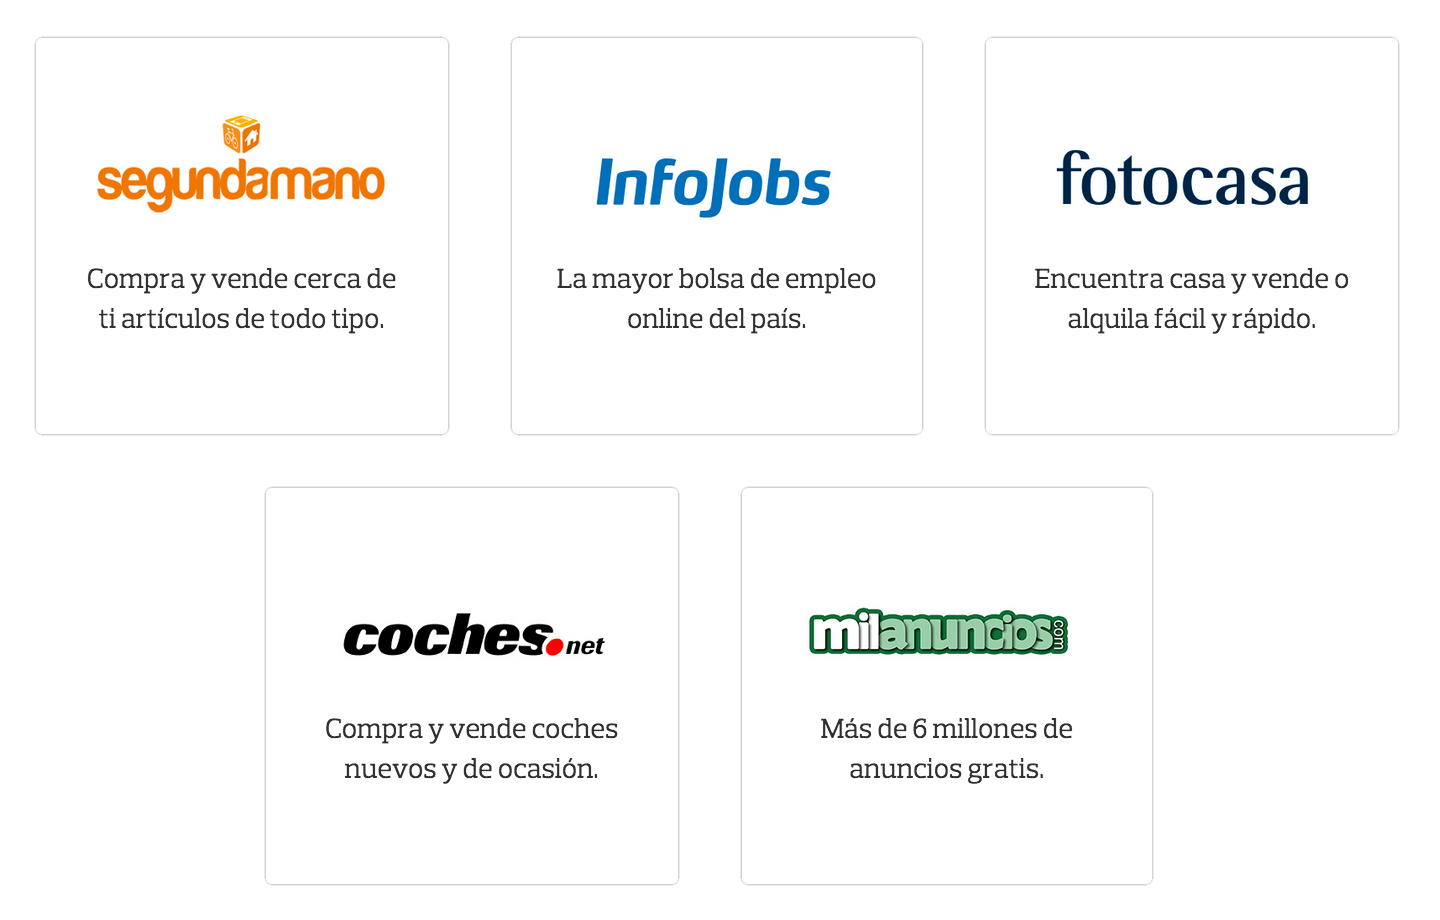 segundamano
Compra y vende cerca de
ti artículos de todo tipo.
InfoJobs
La mayor bolsa de empleo
online del país.
fotocasa
Encuentra casa y vende o
alquila fácil y rápido.
coches.net
Compra y vende coches
nuevos y de ocasión.
milanuncios.com
Más de 6 millones de
anuncios gratis.